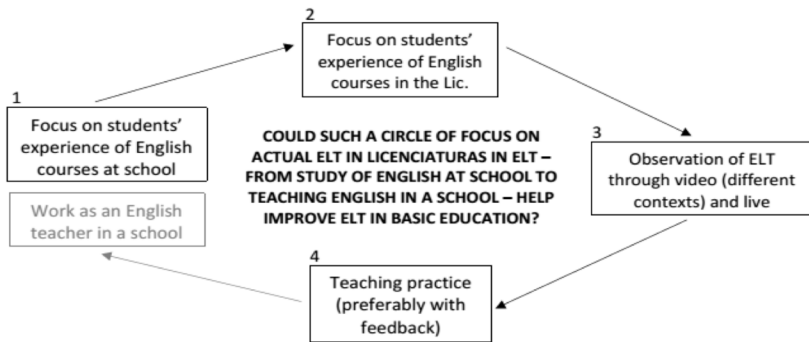 1
Focus on students'
experience of English
courses at school
2
Focus on students'
experience of English
courses in the Lic.
3
Observation of ELT
through video (different
contexts) and live
4
Teaching practice
(preferably with
feedback)
Work as an English
teacher in a school
COULD SUCH A CIRCLE OF FOCUS ON
ACTUAL ELT IN LICENCIATURAS IN ELT –
FROM STUDY OF ENGLISH AT SCHOOL TO
TEACHING ENGLISH IN A SCHOOL – HELP
IMPROVE ELT IN BASIC EDUCATION?